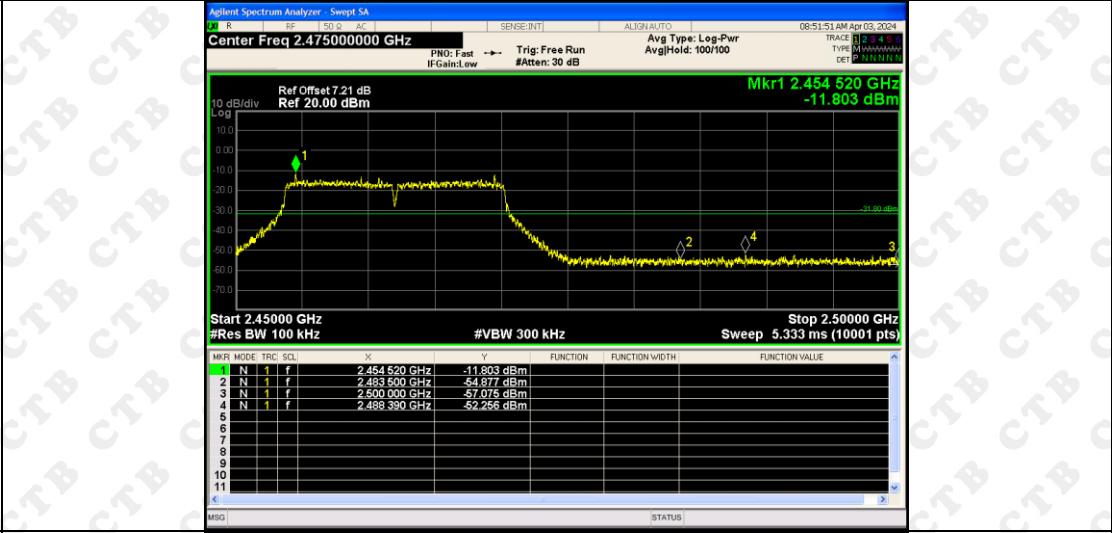 Agilent Spectrum Analyzer - Swept SA
R RF 50 Ω AC SENSE:INT ALIGN AUTO 08:51:51 AM Apr 03, 2024
Center Freq 2.475000000 GHz
Avg Type: Log-Pwr
TRACE 1 2 3 4 5 6
PNO: Fast Trig: Free Run Avg|Hold: 100/100 TYPE M
IFGain:Low #Atten: 30 dB DET P N N N N N
Mkr1 2.454 520 GHz
-11.803 dBm
Ref Offset 7.21 dB
10 dB/div Ref 20.00 dBm
Log
10.0
0.00
-10.0
-20.0
-30.0
-40.0
-50.0
-60.0
-70.0
1
-31.80 dBm
2
4
3
Start 2.45000 GHz Stop 2.50000 GHz
#Res BW 100 kHz #VBW 300 kHz Sweep 5.333 ms (10001 pts)
MKR MODE TRC SCL X Y FUNCTION FUNCTION WIDTH FUNCTION VALUE
1 N 1 f 2.454 520 GHz -11.803 dBm
2 N 1 f 2.483 500 GHz -54.877 dBm
3 N 1 f 2.500 000 GHz -57.075 dBm
4 N 1 f 2.488 390 GHz -52.256 dBm
5
6
7
8
9
10
11
MSG STATUS
CTB